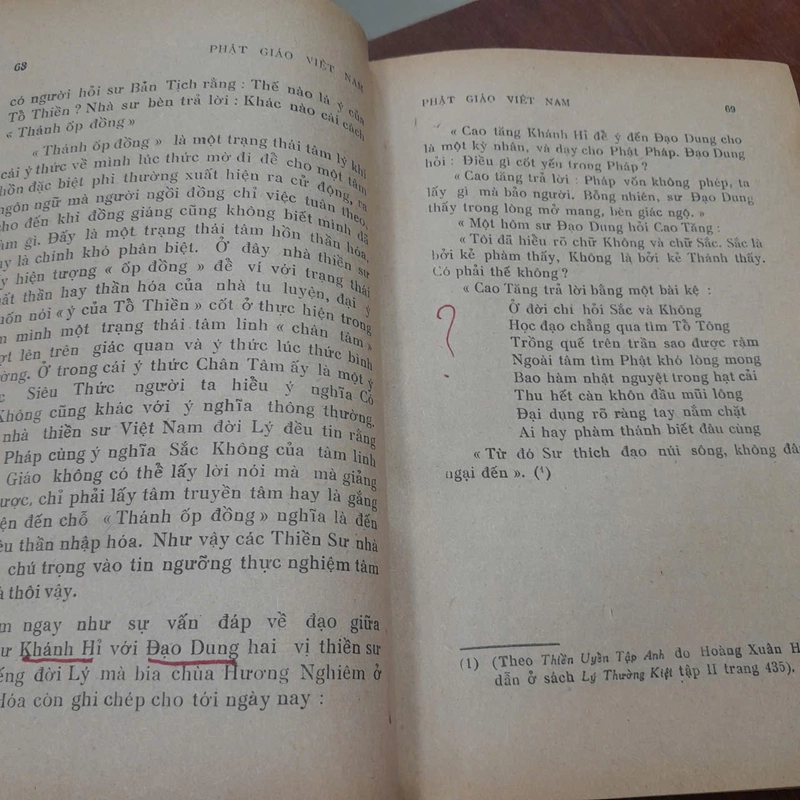 68
PHẬT GIÁO VIỆT NAM
có người hỏi sư Bản Tịch rằng : Thế nào là ý của
Tổ Thiền ? Nhà sư bèn trả lời : Khác nào cái cách
« Thánh ốp đồng »
« Thánh ốp đồng » là một trạng thái tâm lý khi
cái ý thức về mình lúc thức mờ đi để cho một tâm
hồn đặc biệt phi thường xuất hiện ra cử động, ra
ngôn ngữ mà người ngồi đồng chỉ việc tuân theo,
cho đến khi đồng giáng cũng không biết mình đã
làm gì. Đấy là một trạng thái tâm hồn thần hóa,
hay là chinh khó phân biệt. Ở đây nhà thiền sư
hiện tượng « ốp đồng » để ví với trạng thái
thần hay thần hóa của nhà tu luyện, đại ý
nói « ý của Tổ Thiền » cốt ở thực hiện trong
mình một trạng thái tâm linh « chân tâm »
lên trên giác quan và ý thức lúc thức bình
Ở trong cái ý thức Chân Tâm ấy là một ý
Siêu Thức người ta hiểu ý nghĩa Có
Không cũng khác với ý nghĩa thông thường,
nhà thiền sư Việt Nam đời Lý đều tin rằng
Pháp cùng ý nghĩa Sắc Không của tâm linh
Giáo không có thể lấy lời nói mà mà giảng
được, chỉ phải lấy tâm truyền tâm hay là gắng
đến chỗ « Thánh ốp đồng » nghĩa là đến
thần nhập hóa. Như vậy các Thiền Sư nhà
chú trọng vào tin ngưỡng thực nghiệm tâm
thôi vậy.
ngay như sự vấn đáp về đạo giữa
Khánh Hỉ với Đạo Dung hai vị thiền sư
tiếng đời Lý mà bia chùa Hương Nghiêm ở
Hóa còn ghi chép cho tới ngày nay :
PHẬT GIÁO VIỆT NAM
69
« Cao tăng Khánh Hỉ để ý đến Đạo Dung cho
là một kỳ nhân, và dạy cho Phật Pháp. Đạo Dung
hỏi : Điều gì cốt yếu trong Pháp ?
« Cao tăng trả lời : Pháp vốn không phép, ta
lấy gì mà bảo người. Bỗng nhiên, sư Đạo Dung
thấy trong lòng mở mang, bèn giác ngộ. »
« Một hôm sư Đạo Dung hỏi Cao Tăng :
« Tôi đã hiểu rõ chữ Không và chữ Sắc. Sắc là
bởi kẻ phàm thấy, Không là bởi kẻ Thánh thấy.
Có phải thế không ?
« Cao Tăng trả lời bằng một bài kệ :
Ở đời chí hỏi Sắc và Không
Học đạo chẳng qua tìm Tổ Tông
Trồng quế trên trần sao được rậm
Ngoài tâm tìm Phật khó lòng mong
Bao hàm nhật nguyệt trong hạt cải
Thu hết càn khôn đầu mũi lông
Đại dụng rõ ràng tay nắm chặt
Ai hay phàm thánh biết đâu cùng
« Từ đó Sư thích đạo núi sông, không đâu
ngại đến ». (¹)
?
(1) (Theo Thiền Uyển Tập Anh do Hoàng Xuân H
dẫn ở sách Lý Thường Kiệt tập II trang 435).